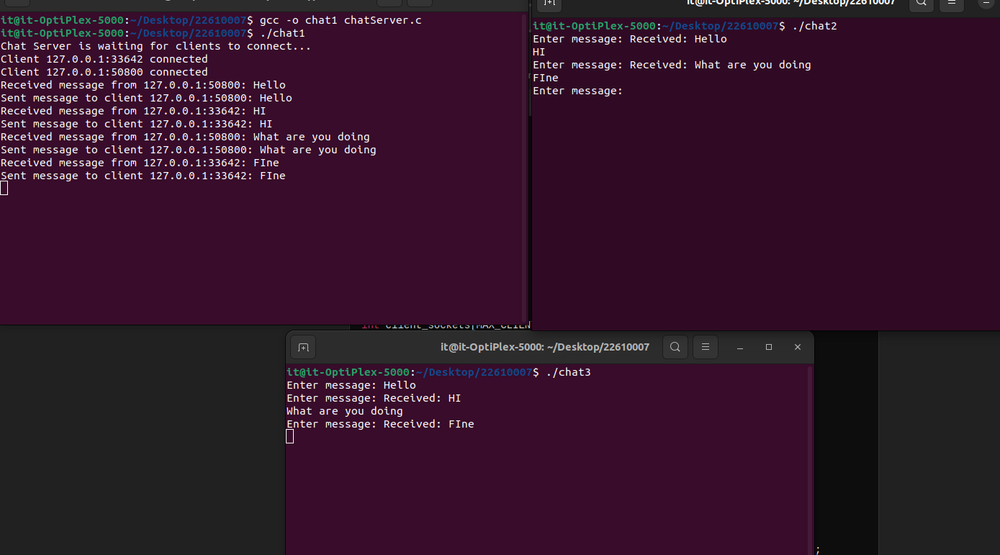 it@it-OptiPlex-5000:~/Desktop/22610007$ gcc -o chat1 chatServer.c
it@it-OptiPlex-5000:~/Desktop/22610007$ ./chat1
Chat Server is waiting for clients to connect...
Client 127.0.0.1:33642 connected
Client 127.0.0.1:50800 connected
Received message from 127.0.0.1:50800: Hello
Sent message to client 127.0.0.1:50800: Hello
Received message from 127.0.0.1:33642: HI
Sent message to client 127.0.0.1:33642: HI
Received message from 127.0.0.1:50800: What are you doing
Sent message to client 127.0.0.1:50800: What are you doing
Received message from 127.0.0.1:33642: FIne
Sent message to client 127.0.0.1:33642: FIne
it@it-OptiPlex-5000: ~/Desktop/22610007
it@it-OptiPlex-5000:~/Desktop/22610007$ ./chat2
Enter message: Received: Hello
HI
Enter message: Received: What are you doing
FIne
Enter message:
int client_sockets[MAX_CLIEN
it@it-OptiPlex-5000: ~/Desktop/22610007
it@it-OptiPlex-5000:~/Desktop/22610007$ ./chat3
Enter message: Hello
Enter message: Received: HI
What are you doing
Enter message: Received: FIne
;